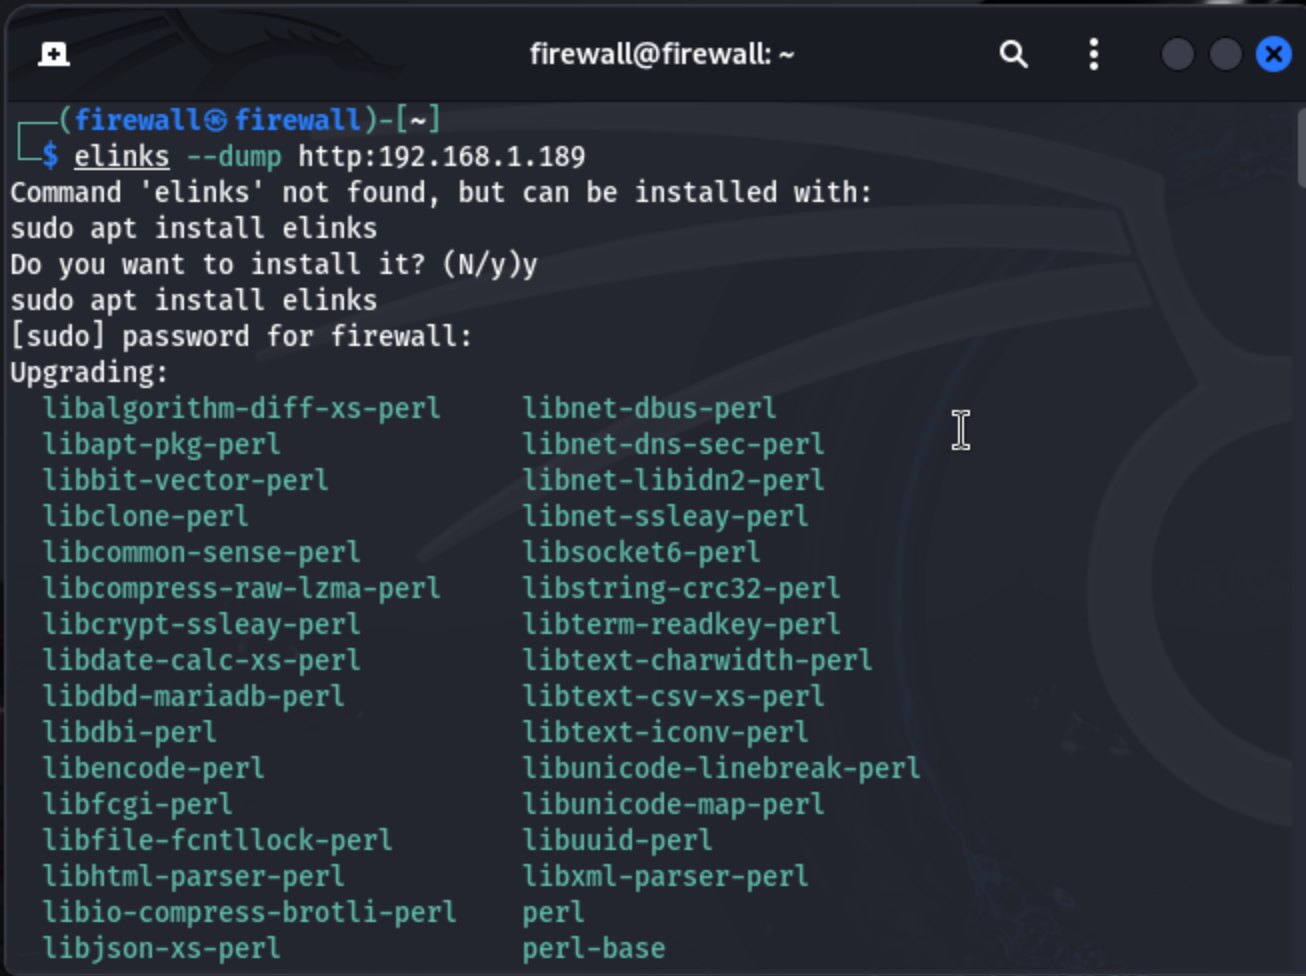 firewall@firewall: ~
┌──(firewall㉿firewall)-[~]
└─$ elinks --dump http:192.168.1.189
Command 'elinks' not found, but can be installed with:
sudo apt install elinks
Do you want to install it? (N/y)y
sudo apt install elinks
[sudo] password for firewall:
Upgrading:
libalgorithm-diff-xs-perl libnet-dbus-perl
libapt-pkg-perl libnet-dns-sec-perl
libbit-vector-perl libnet-libidn2-perl
libclone-perl libnet-ssleay-perl
libcommon-sense-perl libsocket6-perl
libcompress-raw-lzma-perl libstring-crc32-perl
libcrypt-ssleay-perl libterm-readkey-perl
libdate-calc-xs-perl libtext-charwidth-perl
libdbd-mariadb-perl libtext-csv-xs-perl
libdbi-perl libtext-iconv-perl
libencode-perl libunicode-linebreak-perl
libfcgi-perl libunicode-map-perl
libfile-fcntllock-perl libuuid-perl
libhtml-parser-perl libxml-parser-perl
libio-compress-brotli-perl perl
libjson-xs-perl perl-base